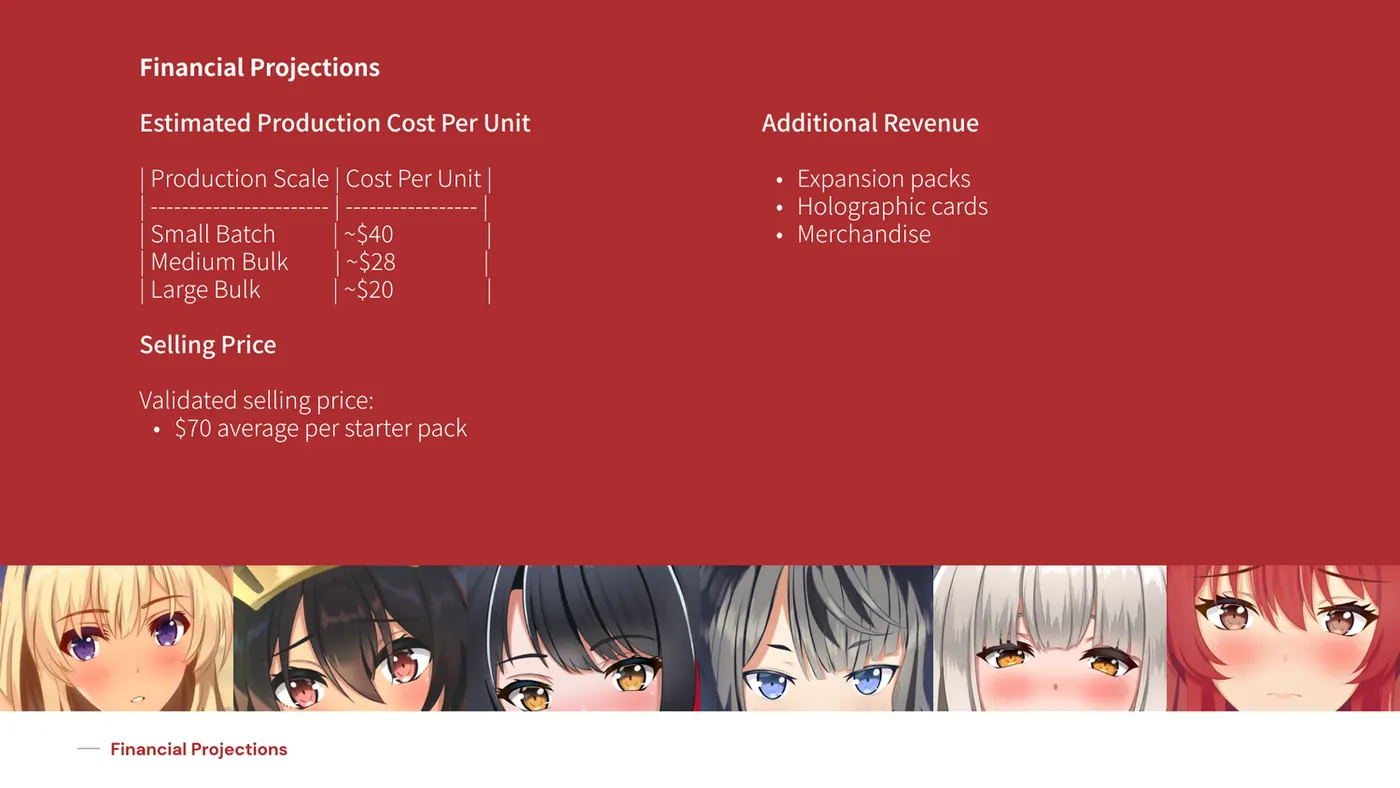 Financial Projections
Estimated Production Cost Per Unit
| Production Scale | Cost Per Unit |
| ----------------------- | ----------------- |
| Small Batch | ~$40 |
| Medium Bulk | ~$28 |
| Large Bulk | ~$20 |
Selling Price
Validated selling price:
• $70 average per starter pack
Additional Revenue
• Expansion packs
• Holographic cards
• Merchandise
Financial Projections